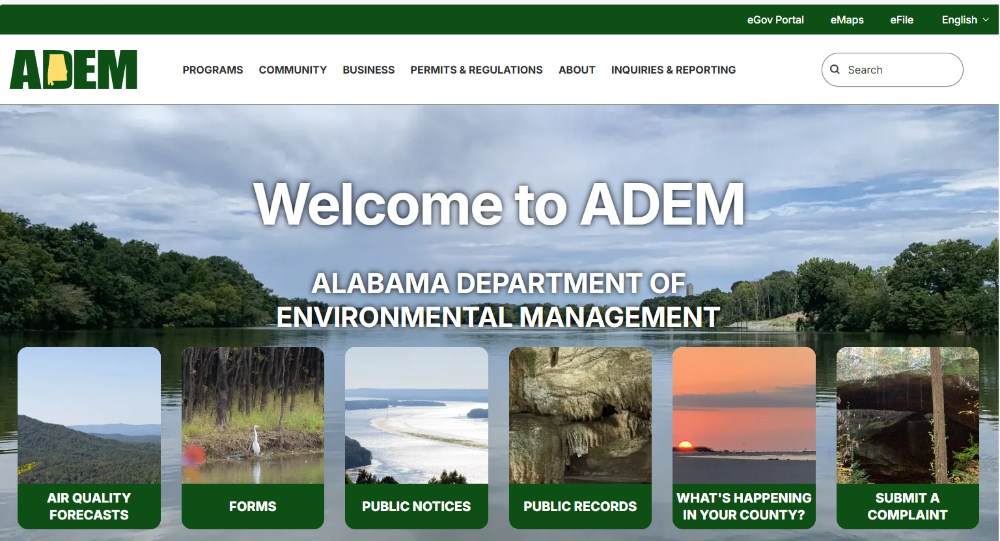 eGov Portal eMaps eFile English
ADEM
PROGRAMS COMMUNITY BUSINESS PERMITS & REGULATIONS ABOUT INQUIRIES & REPORTING
Search
Welcome to ADEM
ALABAMA DEPARTMENT OF
ENVIRONMENTAL MANAGEMENT
AIR QUALITY
FORECASTS
FORMS
PUBLIC NOTICES
PUBLIC RECORDS
WHAT'S HAPPENING
IN YOUR COUNTY?
SUBMIT A
COMPLAINT